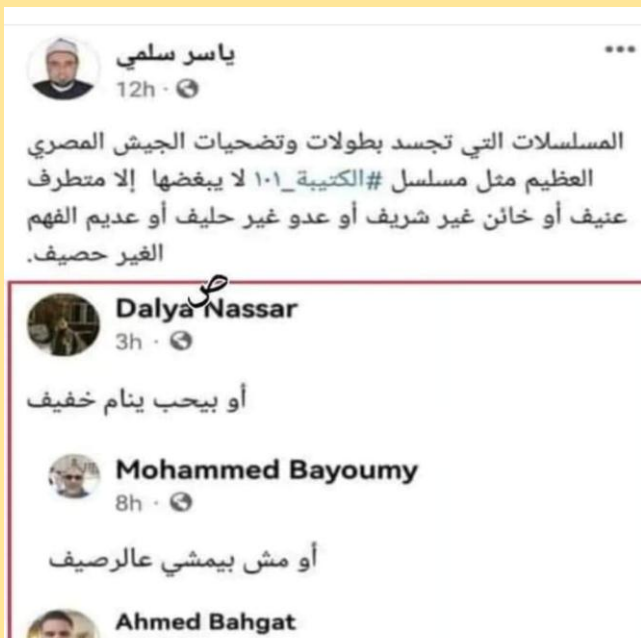 ياسر سلمي
12h
المسلسلات التي تجسد بطولات وتضحيات الجيش المصري
العظيم مثل مسلسل #الكتيبة_١٠١ لا يبغضها إلا متطرف
عنيف أو خائن غير شريف أو عدو غير حليف أو عديم الفهم
الغير حصيف.
ص
Dalya Nassar
3h
أو بيحب ينام خفيف
Mohammed Bayoumy
8h
أو مش بيمشي عالرصيف
Ahmed Bahgat